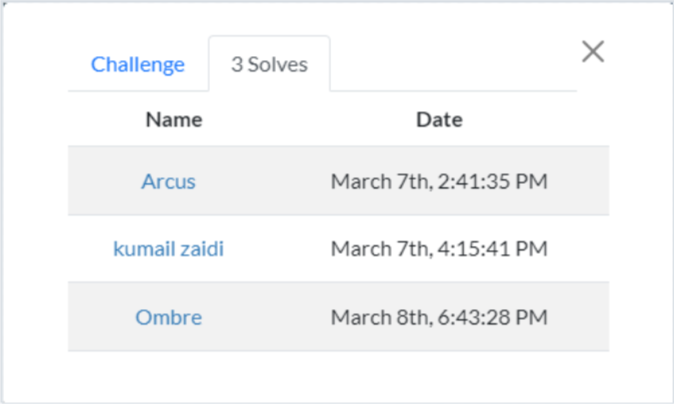 Challenge 3 Solves
Name Date
Arcus March 7th, 2:41:35 PM
kumail zaidi March 7th, 4:15:41 PM
Ombre March 8th, 6:43:28 PM